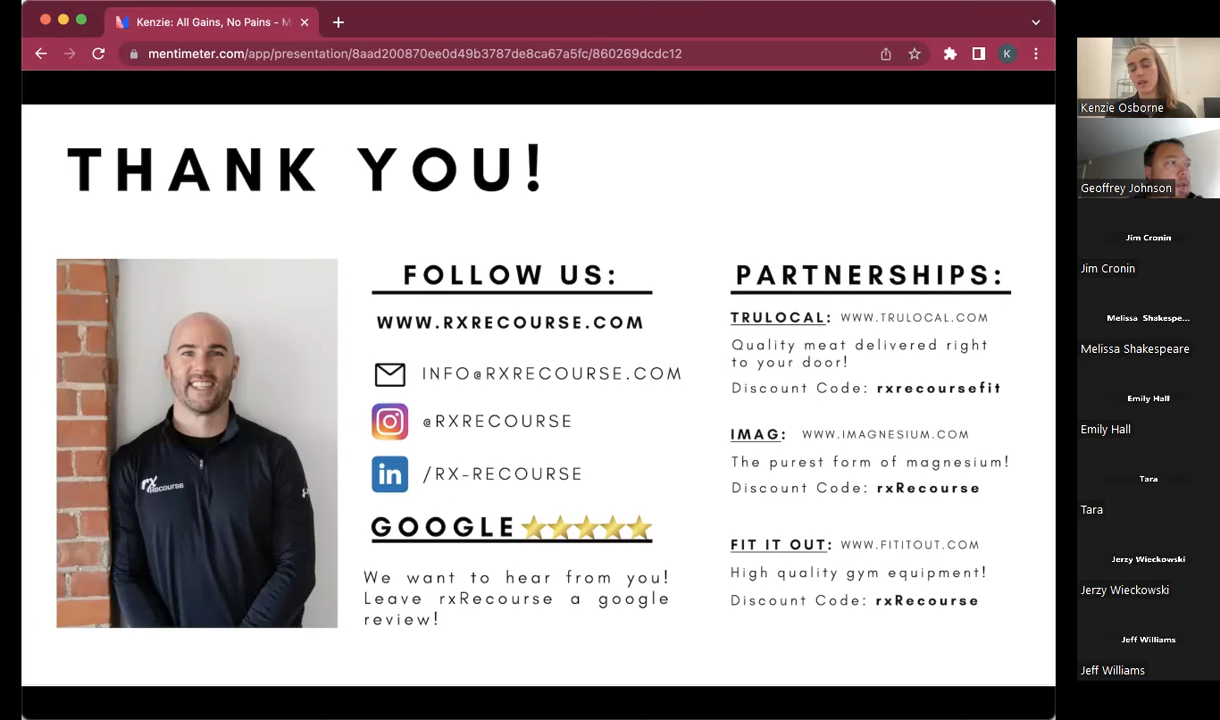 Kenzie: All Gains, No Pains - M
mentimeter.com/app/presentation/8aad200870ee0d49b3787de8ca67a5fc/860269dcdc12
K
THANK YOU!
rx Recourse
FOLLOW US:
WWW.RXRECOURSE.COM
INFO@RXRECOURSE.COM
@RXRECOURSE
in /RX-RECOURSE
GOOGLE
We want to hear from you!
Leave rxRecourse a google
review!
PARTNERSHIPS:
TRULOCAL: WWW.TRULOCAL.COM
Quality meat delivered right
to your door!
Discount Code: rxrecoursefit
IMAG: WWW.IMAGNESIUM.COM
The purest form of magnesium!
Discount Code: rxRecourse
FIT IT OUT: WWW.FITITOUT.COM
High quality gym equipment!
Discount Code: rxRecourse
Kenzie Osborne
Geoffrey Johnson
Jim Cronin
Jim Cronin
Melissa Shakespe...
Melissa Shakespeare
Emily Hall
Emily Hall
Tara
Tara
Jerzy Wieckowski
Jerzy Wieckowski
Jeff Williams
Jeff Williams